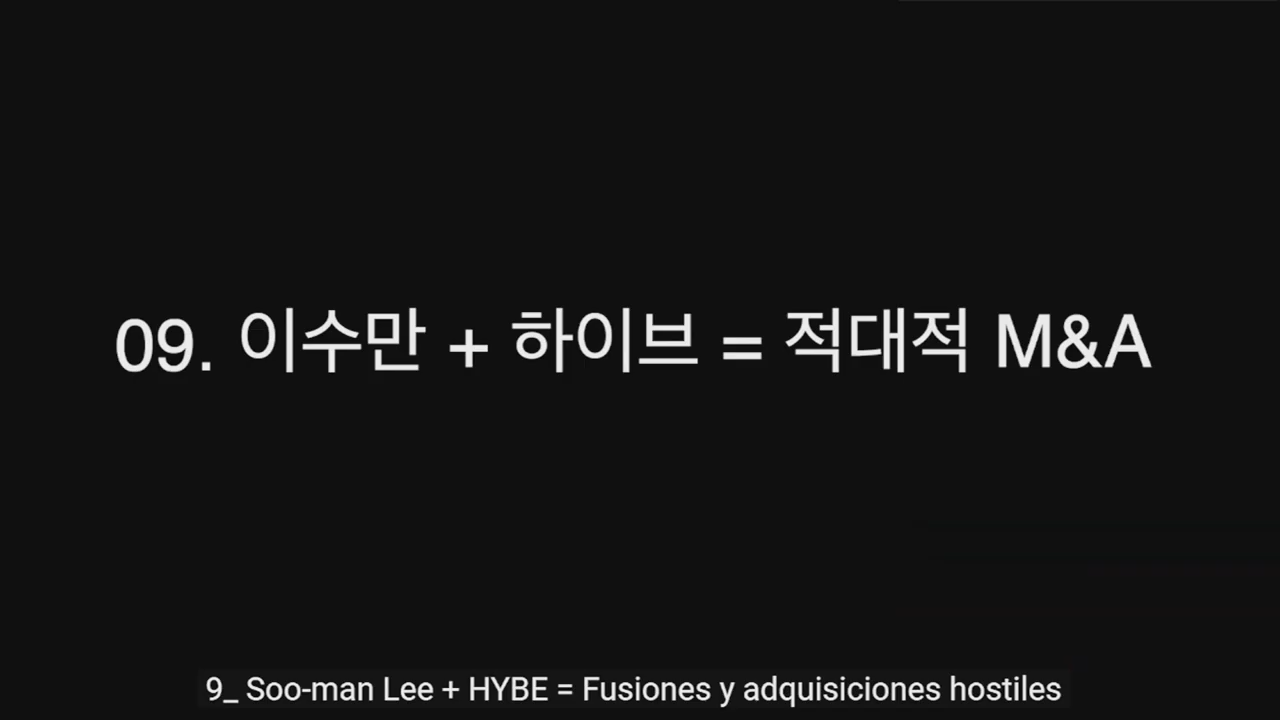 09. 이수만 + 하이브 = 적대적 M&A
9_ Soo-man Lee + HYBE = Fusiones y adquisiciones hostiles